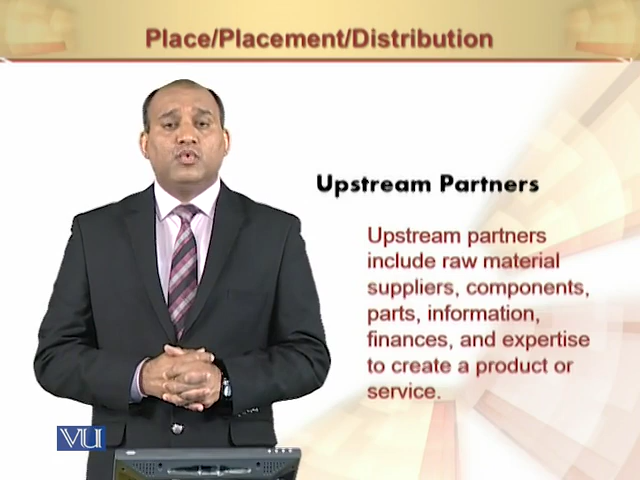 Place/Placement/Distribution
Upstream Partners
Upstream partners
include raw material
suppliers, components,
parts, information,
finances, and expertise
to create a product or
service.
VU